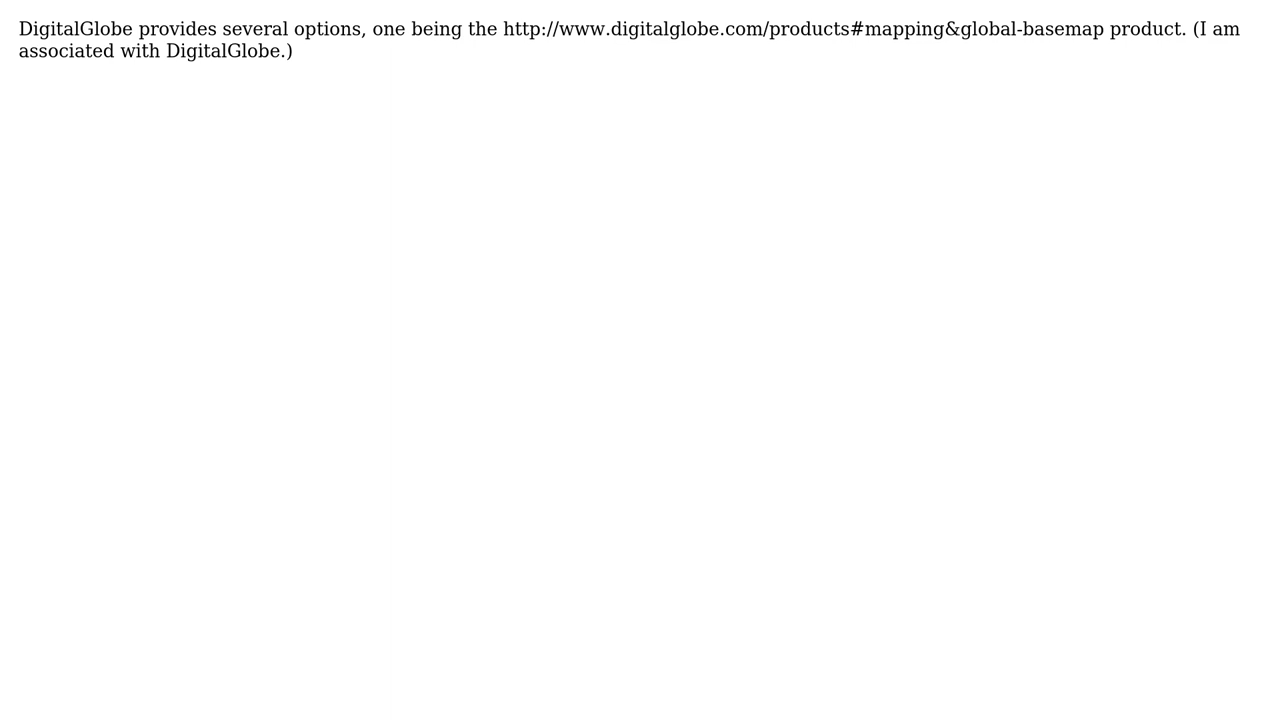 DigitalGlobe provides several options, one being the http://www.digitalglobe.com/products#mapping&global-basemap product. (I am
associated with DigitalGlobe.)